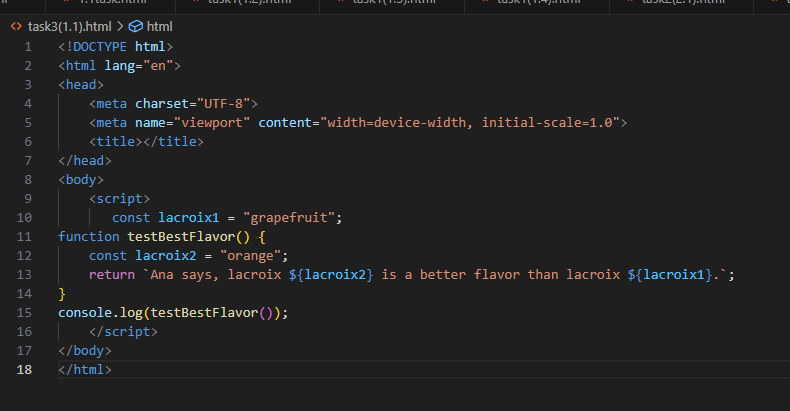 task3(1.1).html > html
1 <!DOCTYPE html>
2 <html lang="en">
3 <head>
4     <meta charset="UTF-8">
5     <meta name="viewport" content="width=device-width, initial-scale=1.0">
6     <title></title>
7 </head>
8 <body>
9     <script>
10        const lacroix1 = "grapefruit";
11 function testBestFlavor() {
12     const lacroix2 = "orange";
13     return `Ana says, lacroix ${lacroix2} is a better flavor than lacroix ${lacroix1}.`;
14 }
15 console.log(testBestFlavor());
16     </script>
17 </body>
18 </html>